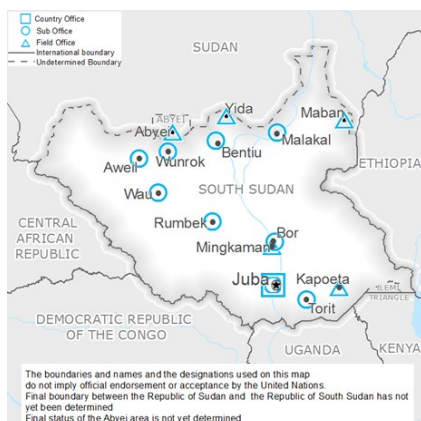 Country Office
Sub Office
Field Office
International boundary
Undetermined Boundary
SUDAN
ABYEI
Yida
Maban
Abyei
Bentiu
Malakal
Wunrok
Aweil
ETHIOPIA
Wau
SOUTH SUDAN
CENTRAL
AFRICAN
REPUBLIC
Rumbek
Bor
Mingkaman
Juba
Kapoeta
ILEMI
TRIANGLE
Torit
DEMOCRATIC REPUBLIC
OF THE CONGO
UGANDA
KENYA
The boundaries and names and the designations used on this map
do not imply official endorsement or acceptance by the United Nations.
Final boundary between the Republic of Sudan and the Republic of South Sudan has not
yet been determined
Final status of the Abyei area is not yet determined